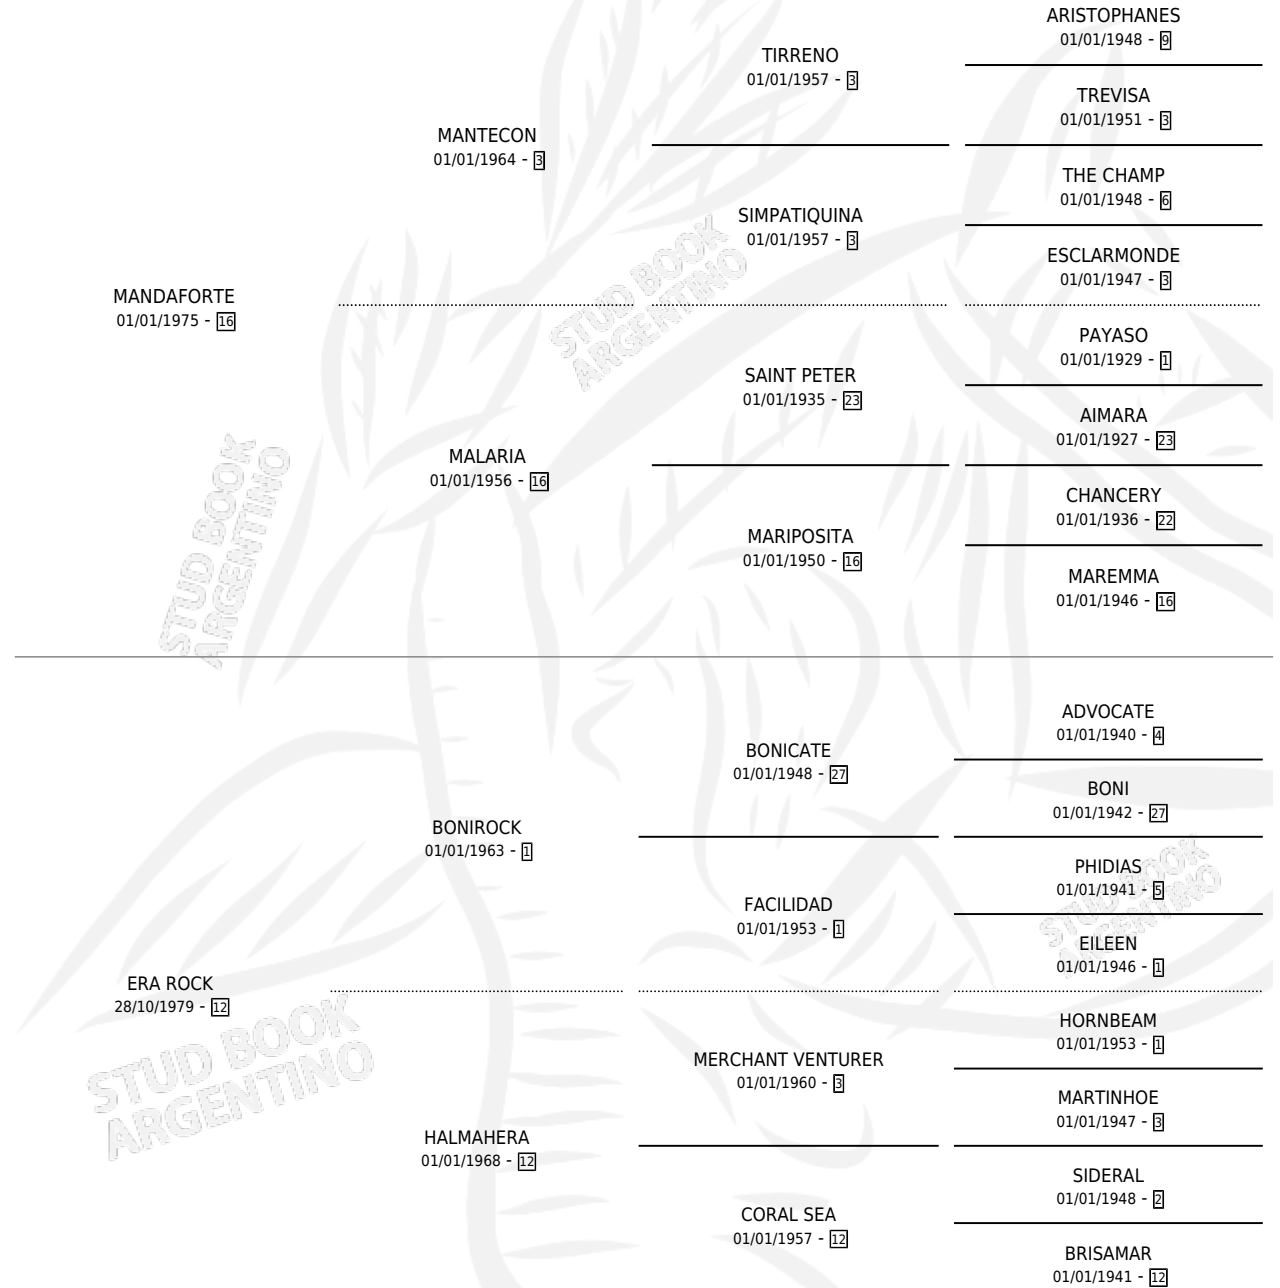 ARISTOPHANES
01/01/1948 - 9
TIRRENO
01/01/1957 - 3
TREVISA
01/01/1951 - 3
MANTECON
01/01/1964 - 3
THE CHAMP
01/01/1948 - 6
SIMPATIQUINA
01/01/1957 - 3
ESCLARMONDE
01/01/1947 - 3
MANDAFORTE
01/01/1975 - 16
STUD BOOK
ARGENTINO
PAYASO
01/01/1929 - 1
SAINT PETER
01/01/1935 - 23
AIMARA
01/01/1927 - 23
MALARIA
01/01/1956 - 16
CHANCERY
01/01/1936 - 22
MARIPOSITA
01/01/1950 - 16
MAREMMA
01/01/1946 - 16
STUD BOOK
ARGENTINO
ADVOCATE
01/01/1940 - 4
BONICATE
01/01/1948 - 27
BONI
01/01/1942 - 27
BONIROCK
01/01/1963 - 1
PHIDIAS
01/01/1941 - 5
FACILIDAD
01/01/1953 - 1
EILEEN
01/01/1946 - 1
STUD BOOK
ARGENTINO
ERA ROCK
28/10/1979 - 12
HORNBEAM
01/01/1953 - 1
MERCHANT VENTURER
01/01/1960 - 3
MARTINHOE
01/01/1947 - 3
STUD BOOK
ARGENTINO
HALMAHERA
01/01/1968 - 12
SIDERAL
01/01/1948 - 2
CORAL SEA
01/01/1957 - 12
BRISAMAR
01/01/1941 - 12